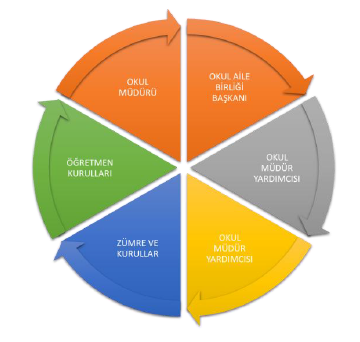 OKUL
MÜDÜRÜ
OKUL AİLE
BİRLİĞİ
BAŞKANI
OKUL
MÜDÜR
YARDIMCISI
OKUL
MÜDÜR
YARDIMCISI
ZÜMRE VE
KURULLAR
ÖĞRETMEN
KURULLARI